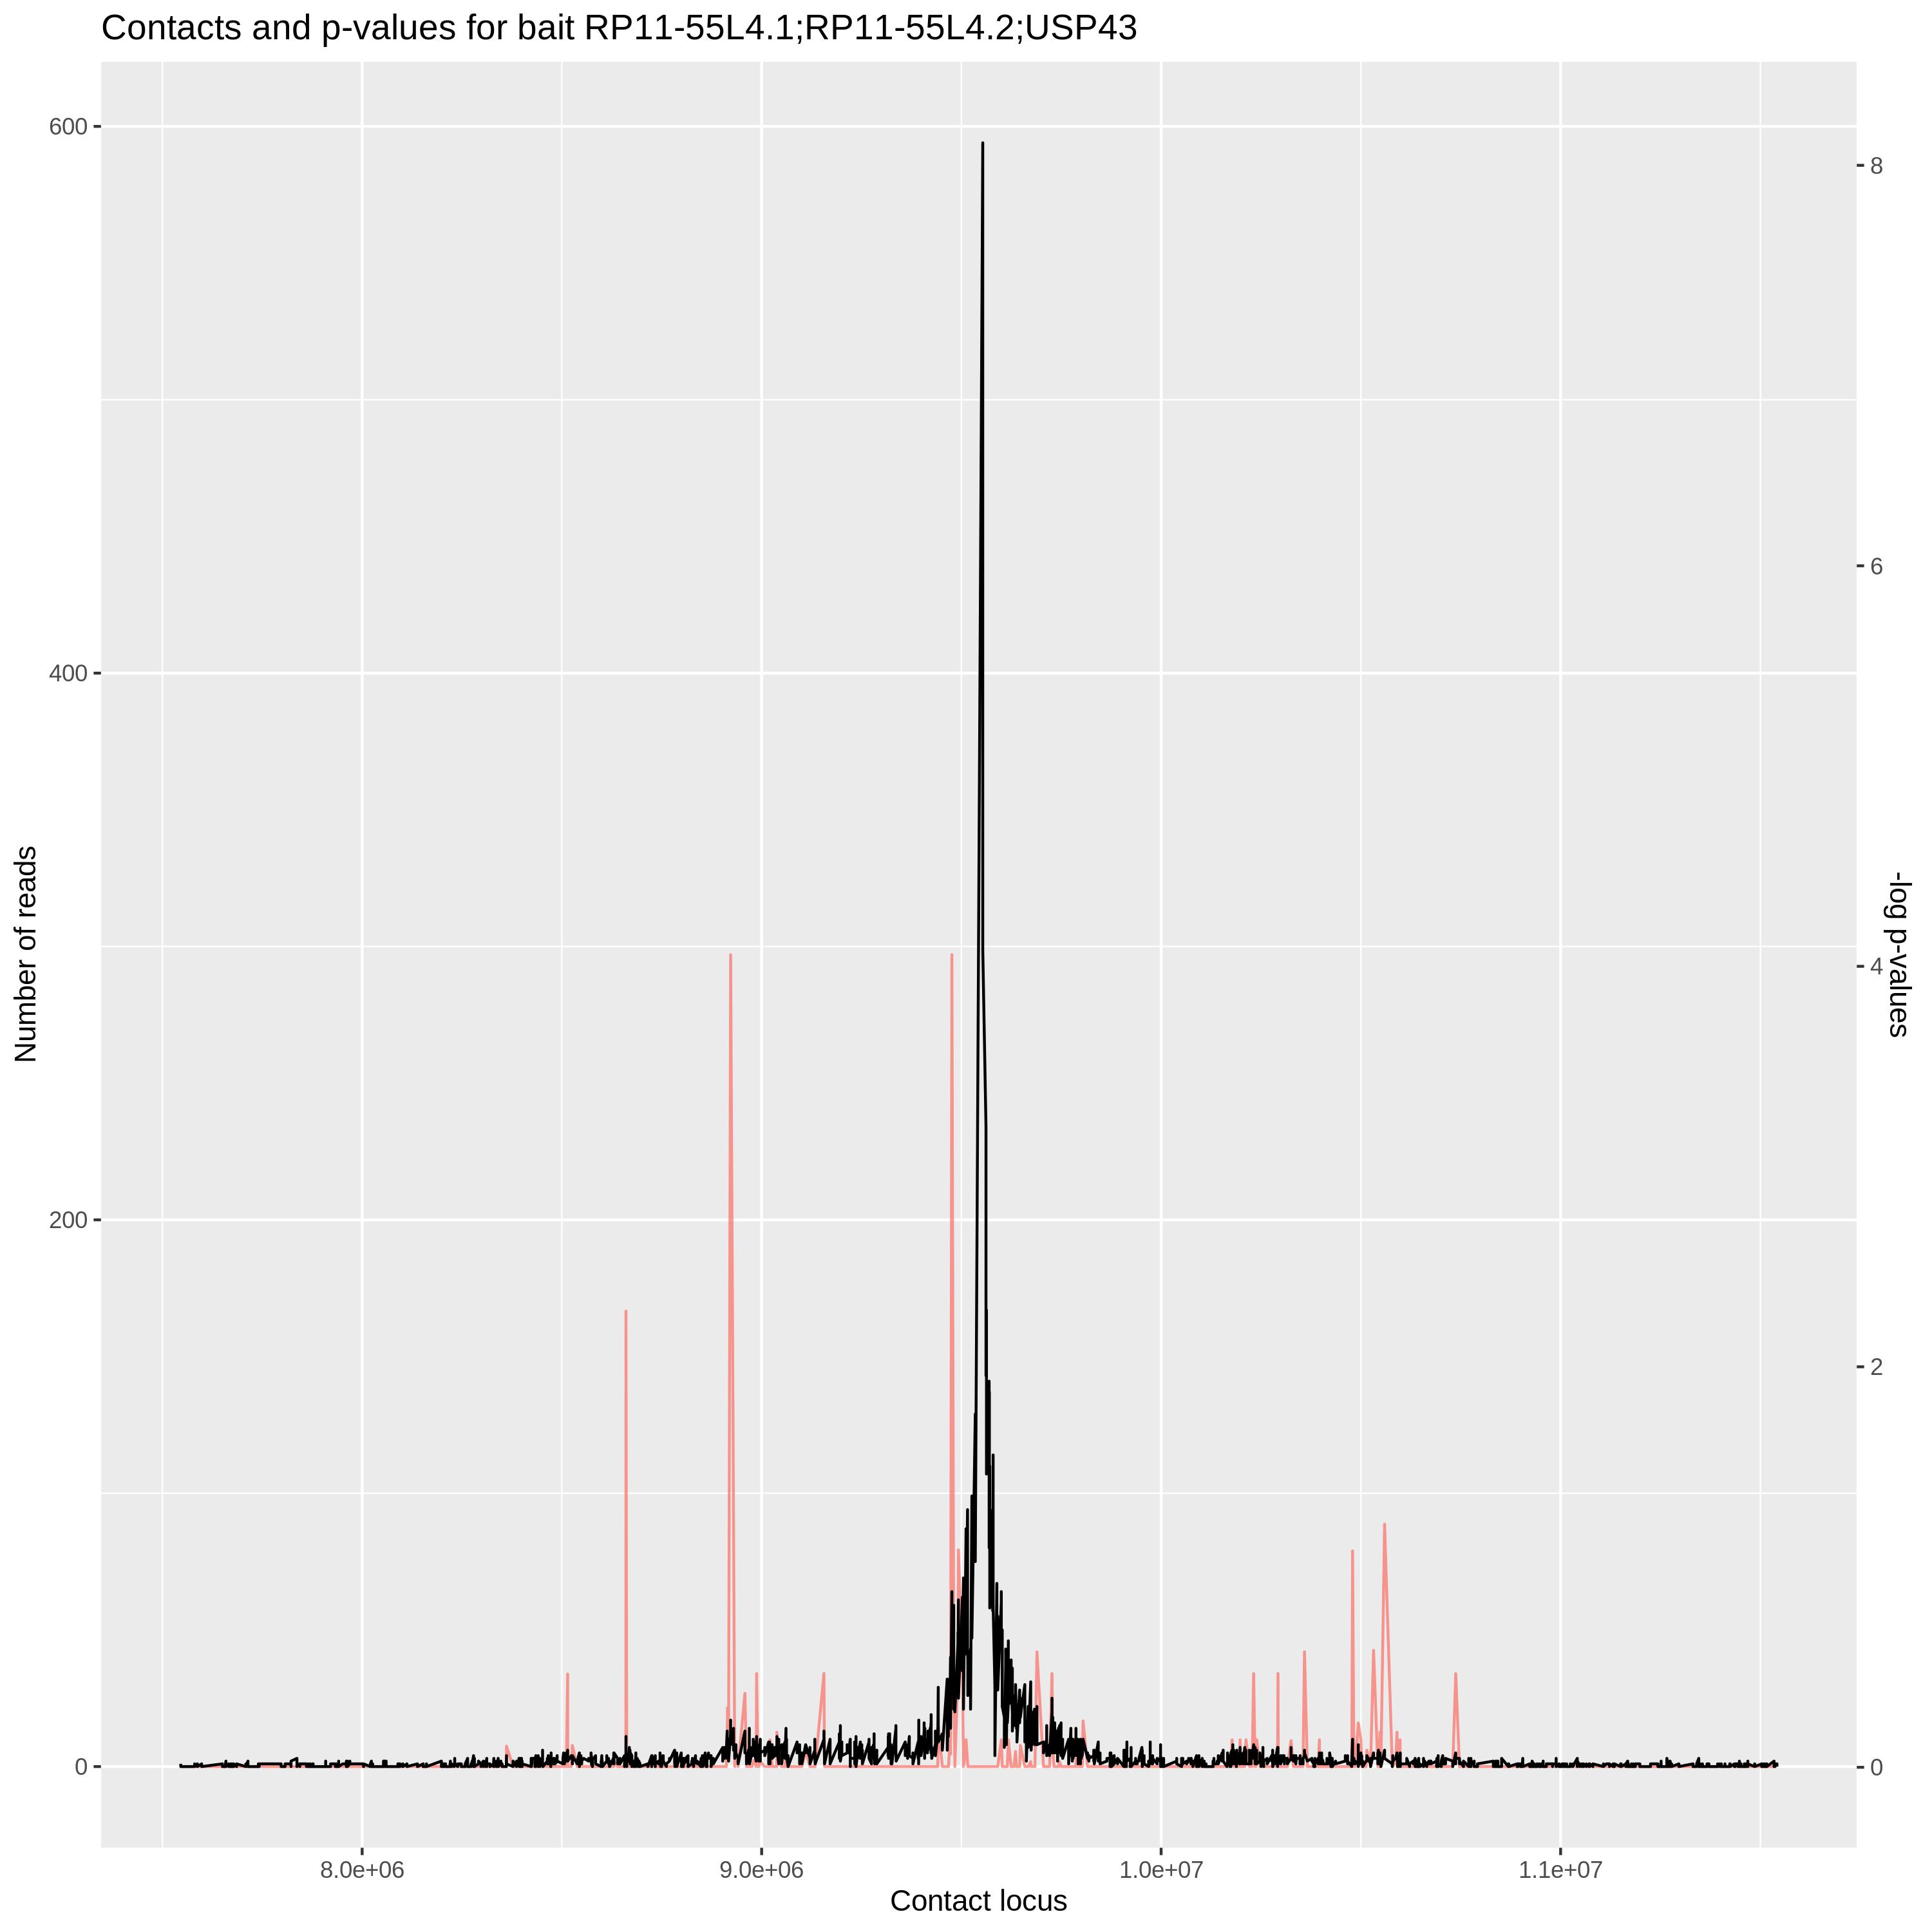 Contacts and p-values for bait RP11-55L4.1;RP11-55L4.2;USP43
600
400
200
0
Number of reads
8
6
4
2
0
-log p-values
8.0e+06
9.0e+06
1.0e+07
1.1e+07
Contact locus